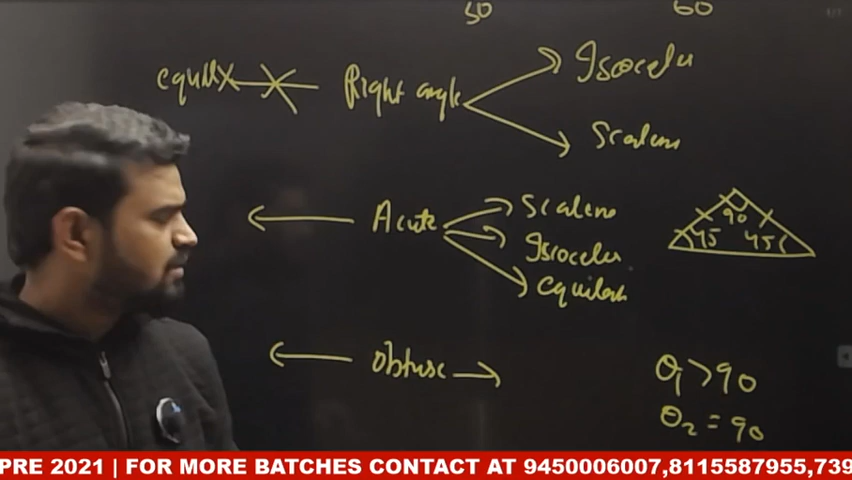 50 60
equil
Right angle
Isoceles
Scalene
Acute
Scalene
Isoceles
equilat
90
45 45
Obtuse
θ₁ > 90
θ₂ = 90
PRE 2021 | FOR MORE BATCHES CONTACT AT 9450006007,8115587955,739